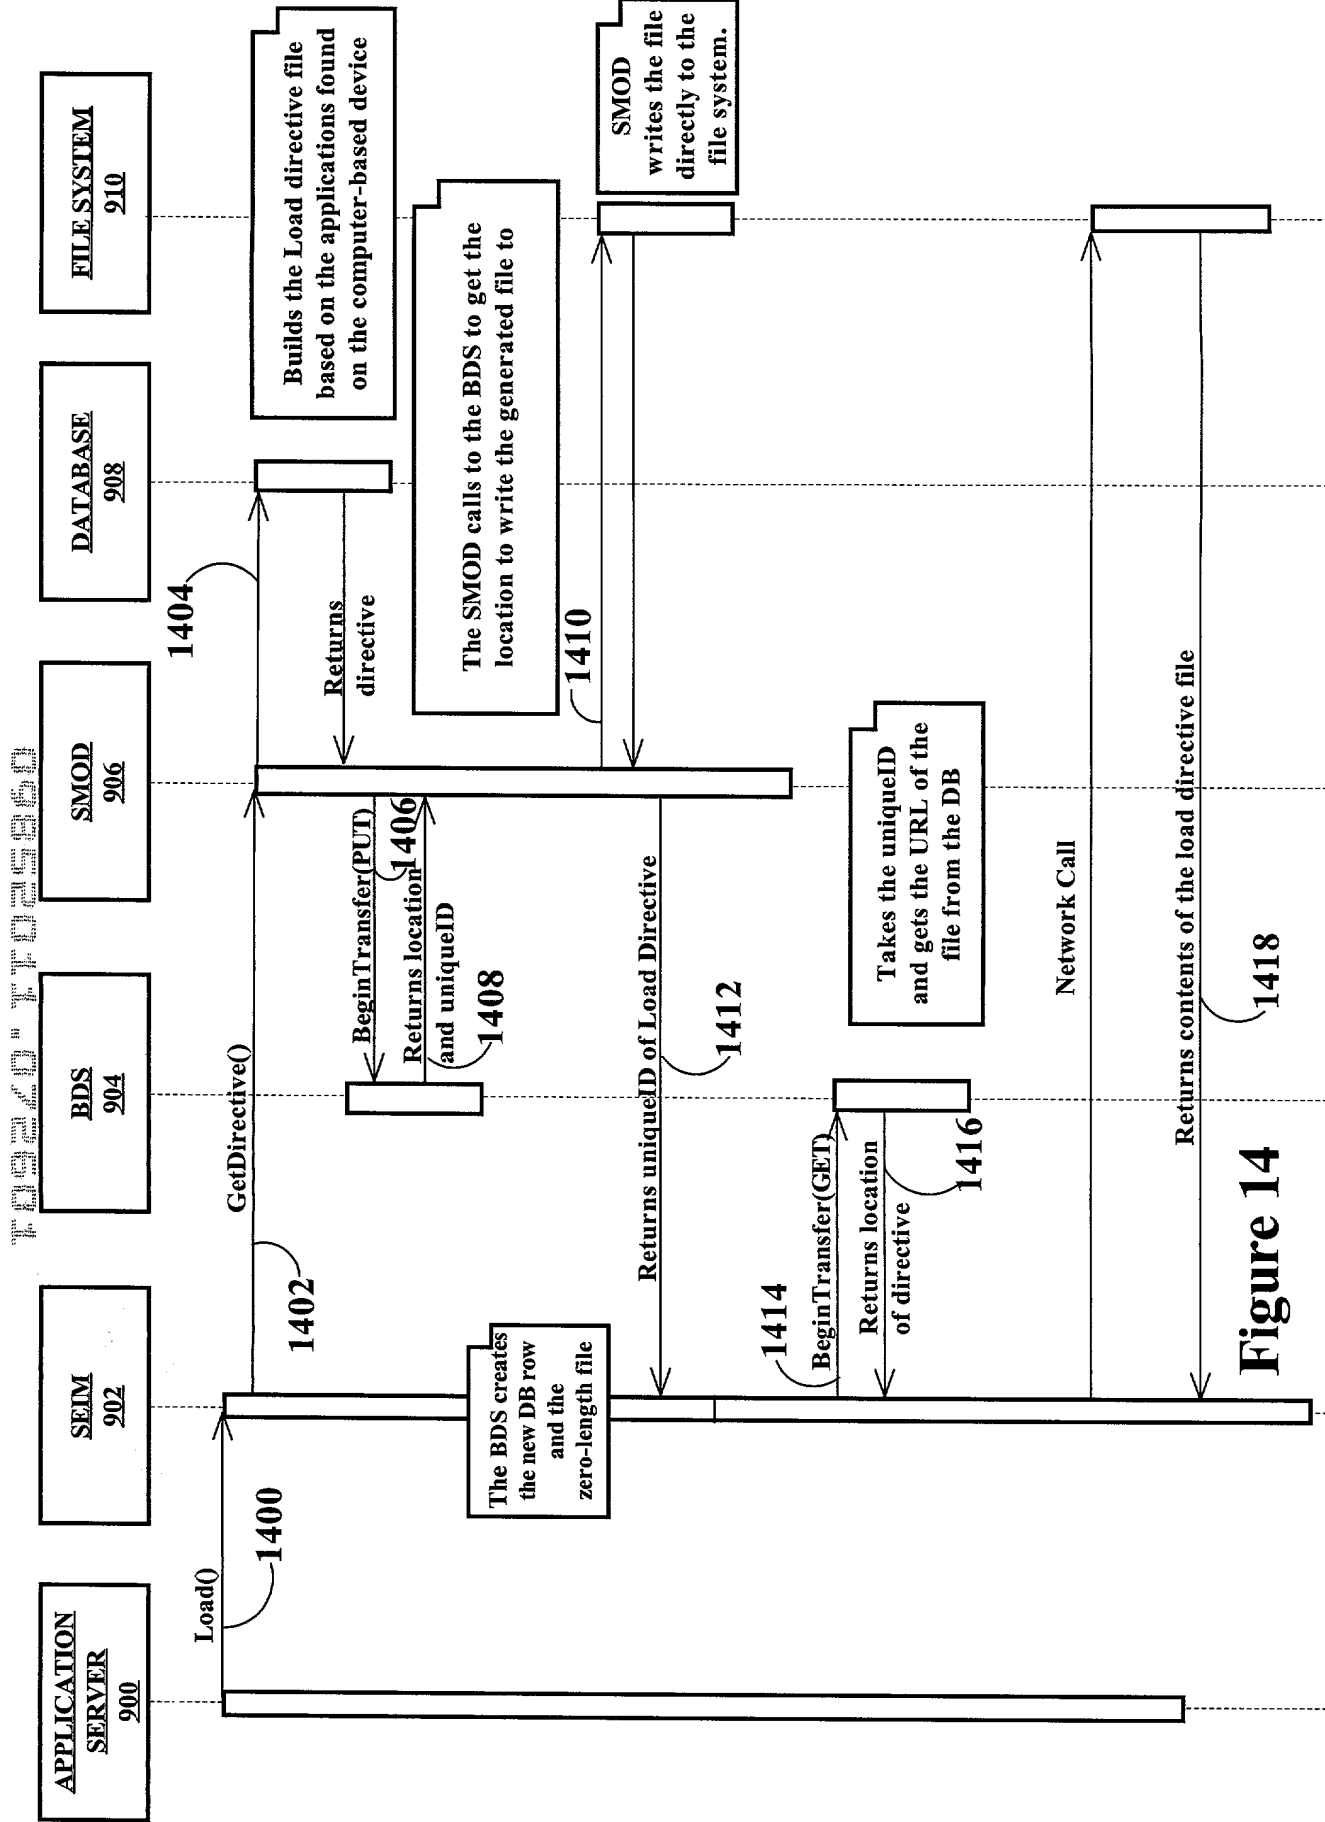 APPLICATION
SERVER
900
SEIM
902
BDS
904
SMOD
906
DATABASE
908
FILE SYSTEM
910
Load()
1400
GetDirective()
1402
1404
Builds the Load directive file
based on the applications found
on the computer-based device
Returns
directive
BeginTransfer(PUT)
1406
Returns location
and uniqueID
1408
The SMOD calls to the BDS to get the
location to write the generated file to
The BDS creates
the new DB row
and the
zero-length file
1410
SMOD
writes the file
directly to the
file system.
Returns uniqueID of Load Directive
1412
1414
BeginTransfer(GET)
Returns location
of directive
1416
Takes the uniqueID
and gets the URL of the
file from the DB
Network Call
Returns contents of the load directive file
1418
Figure 14